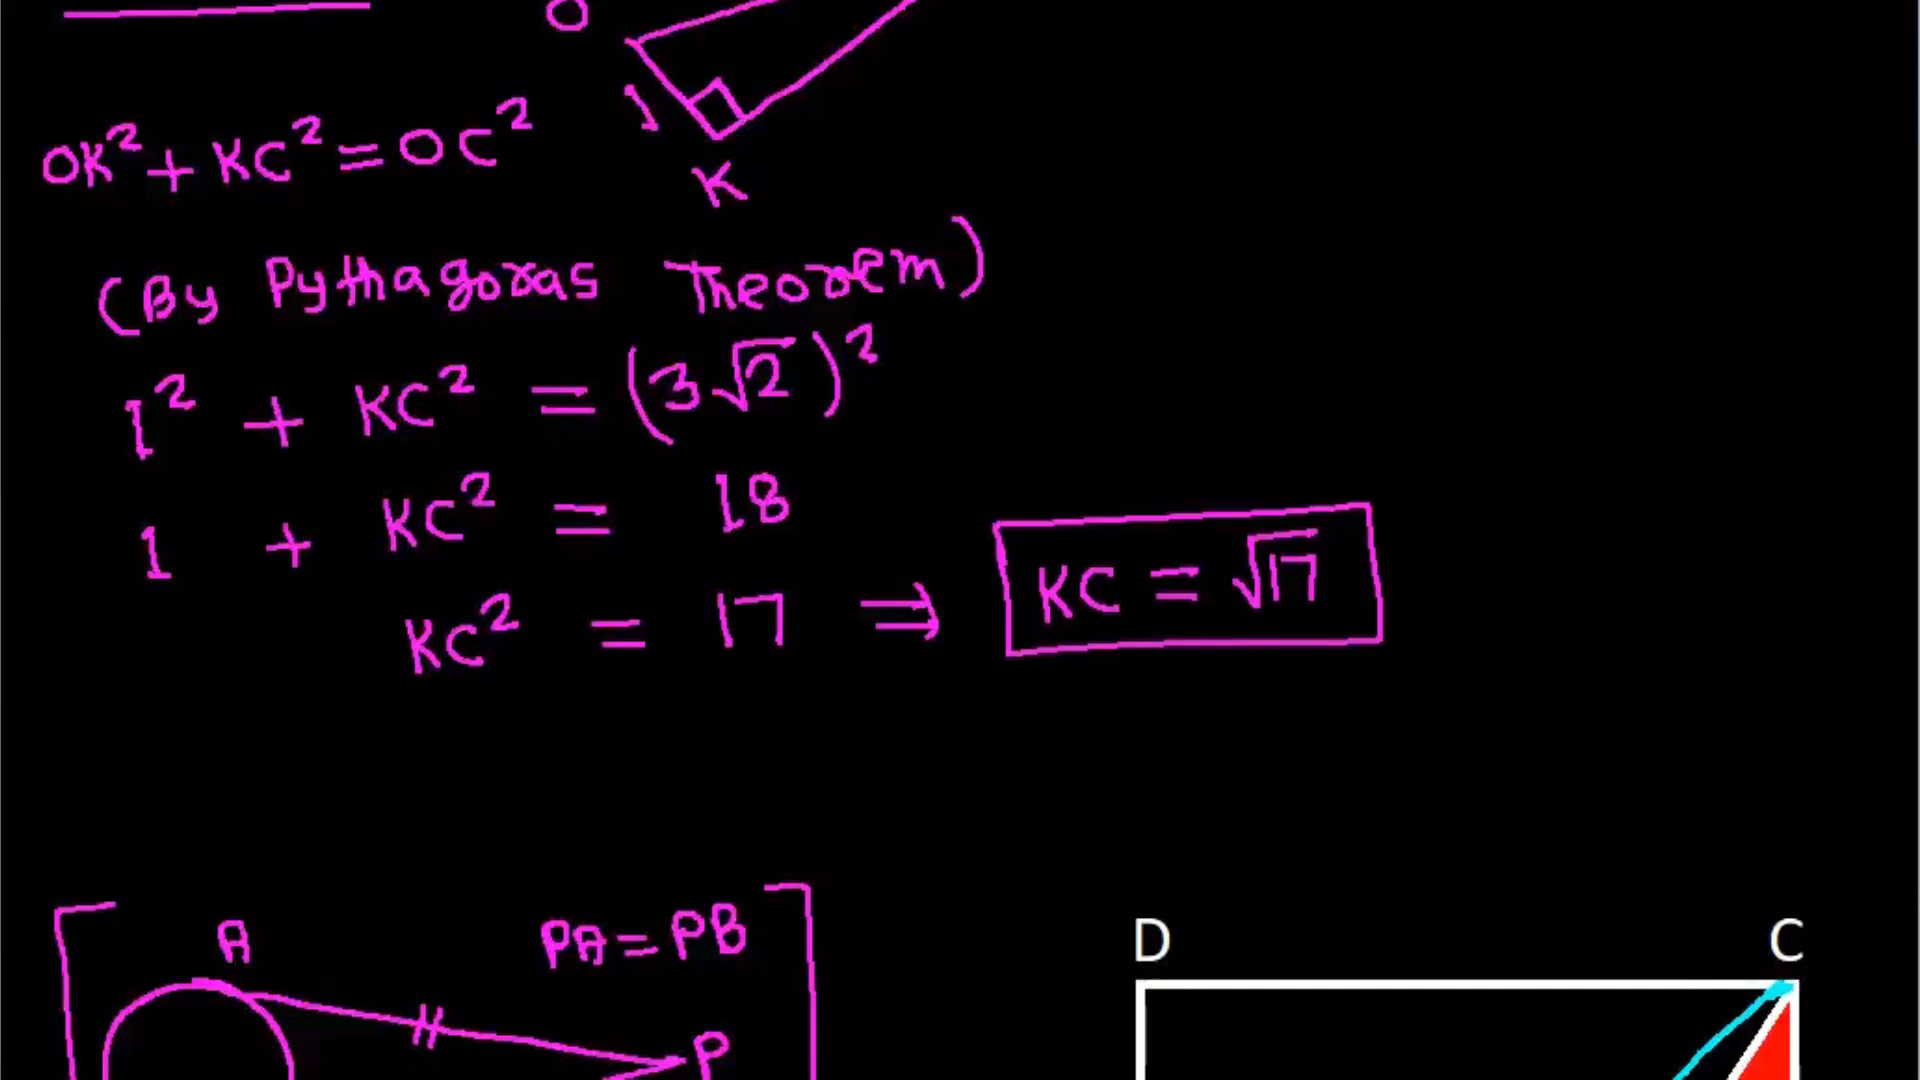 O
1
OK² + KC² = OC²
K
(By Pythagoras Theorem)
1² + KC² = (3√2)²
1 + KC² = 18
KC² = 17 ⇒ KC = √17
A PA = PB
D C
P